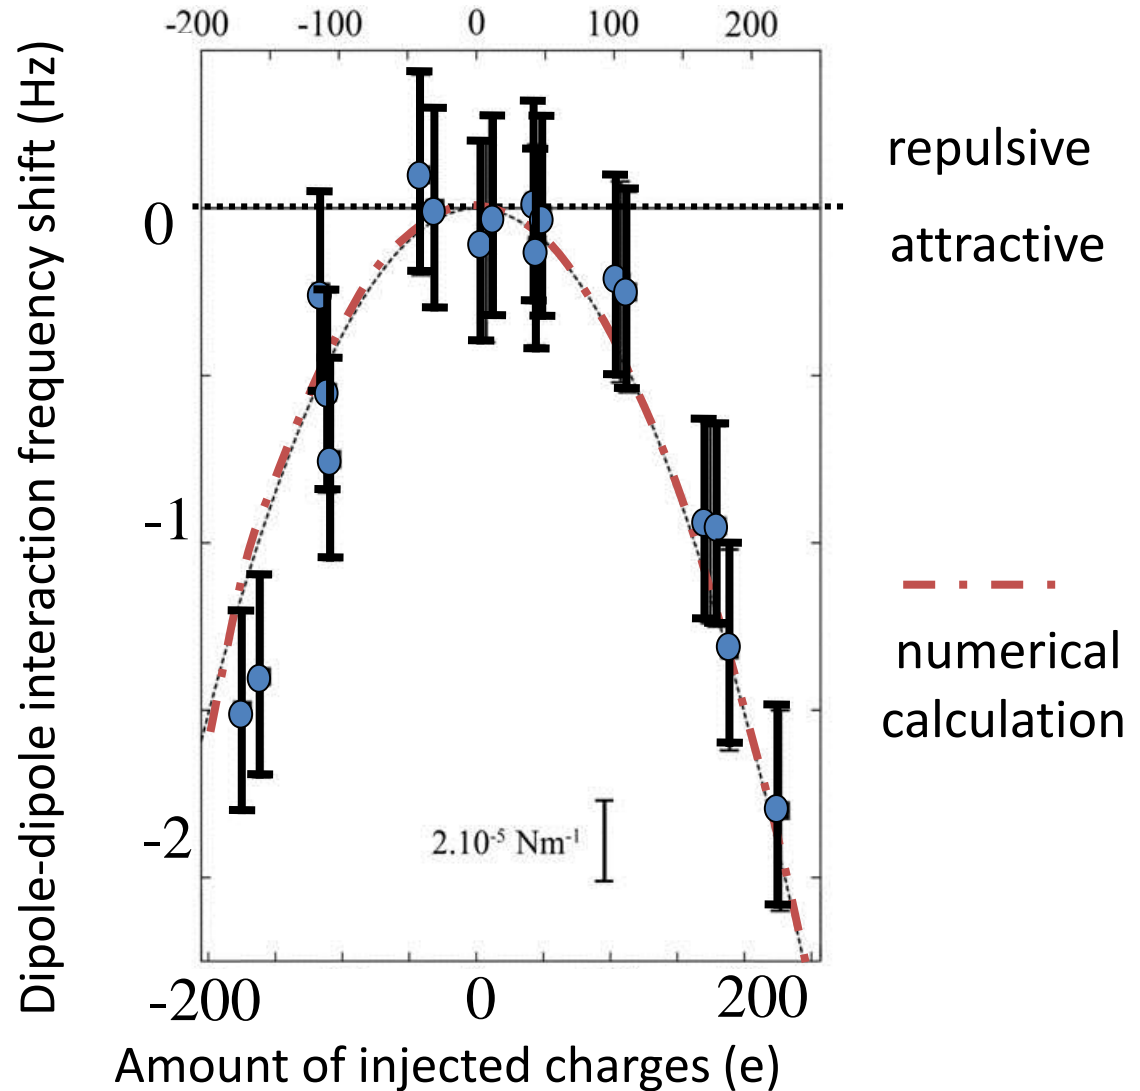 -200 -100 0 100 200
Dipole-dipole interaction frequency shift (Hz)
0
-1
-2
repulsive
attractive
numerical
calculation
2.10⁻⁵ Nm⁻¹
-200 0 200
Amount of injected charges (e)